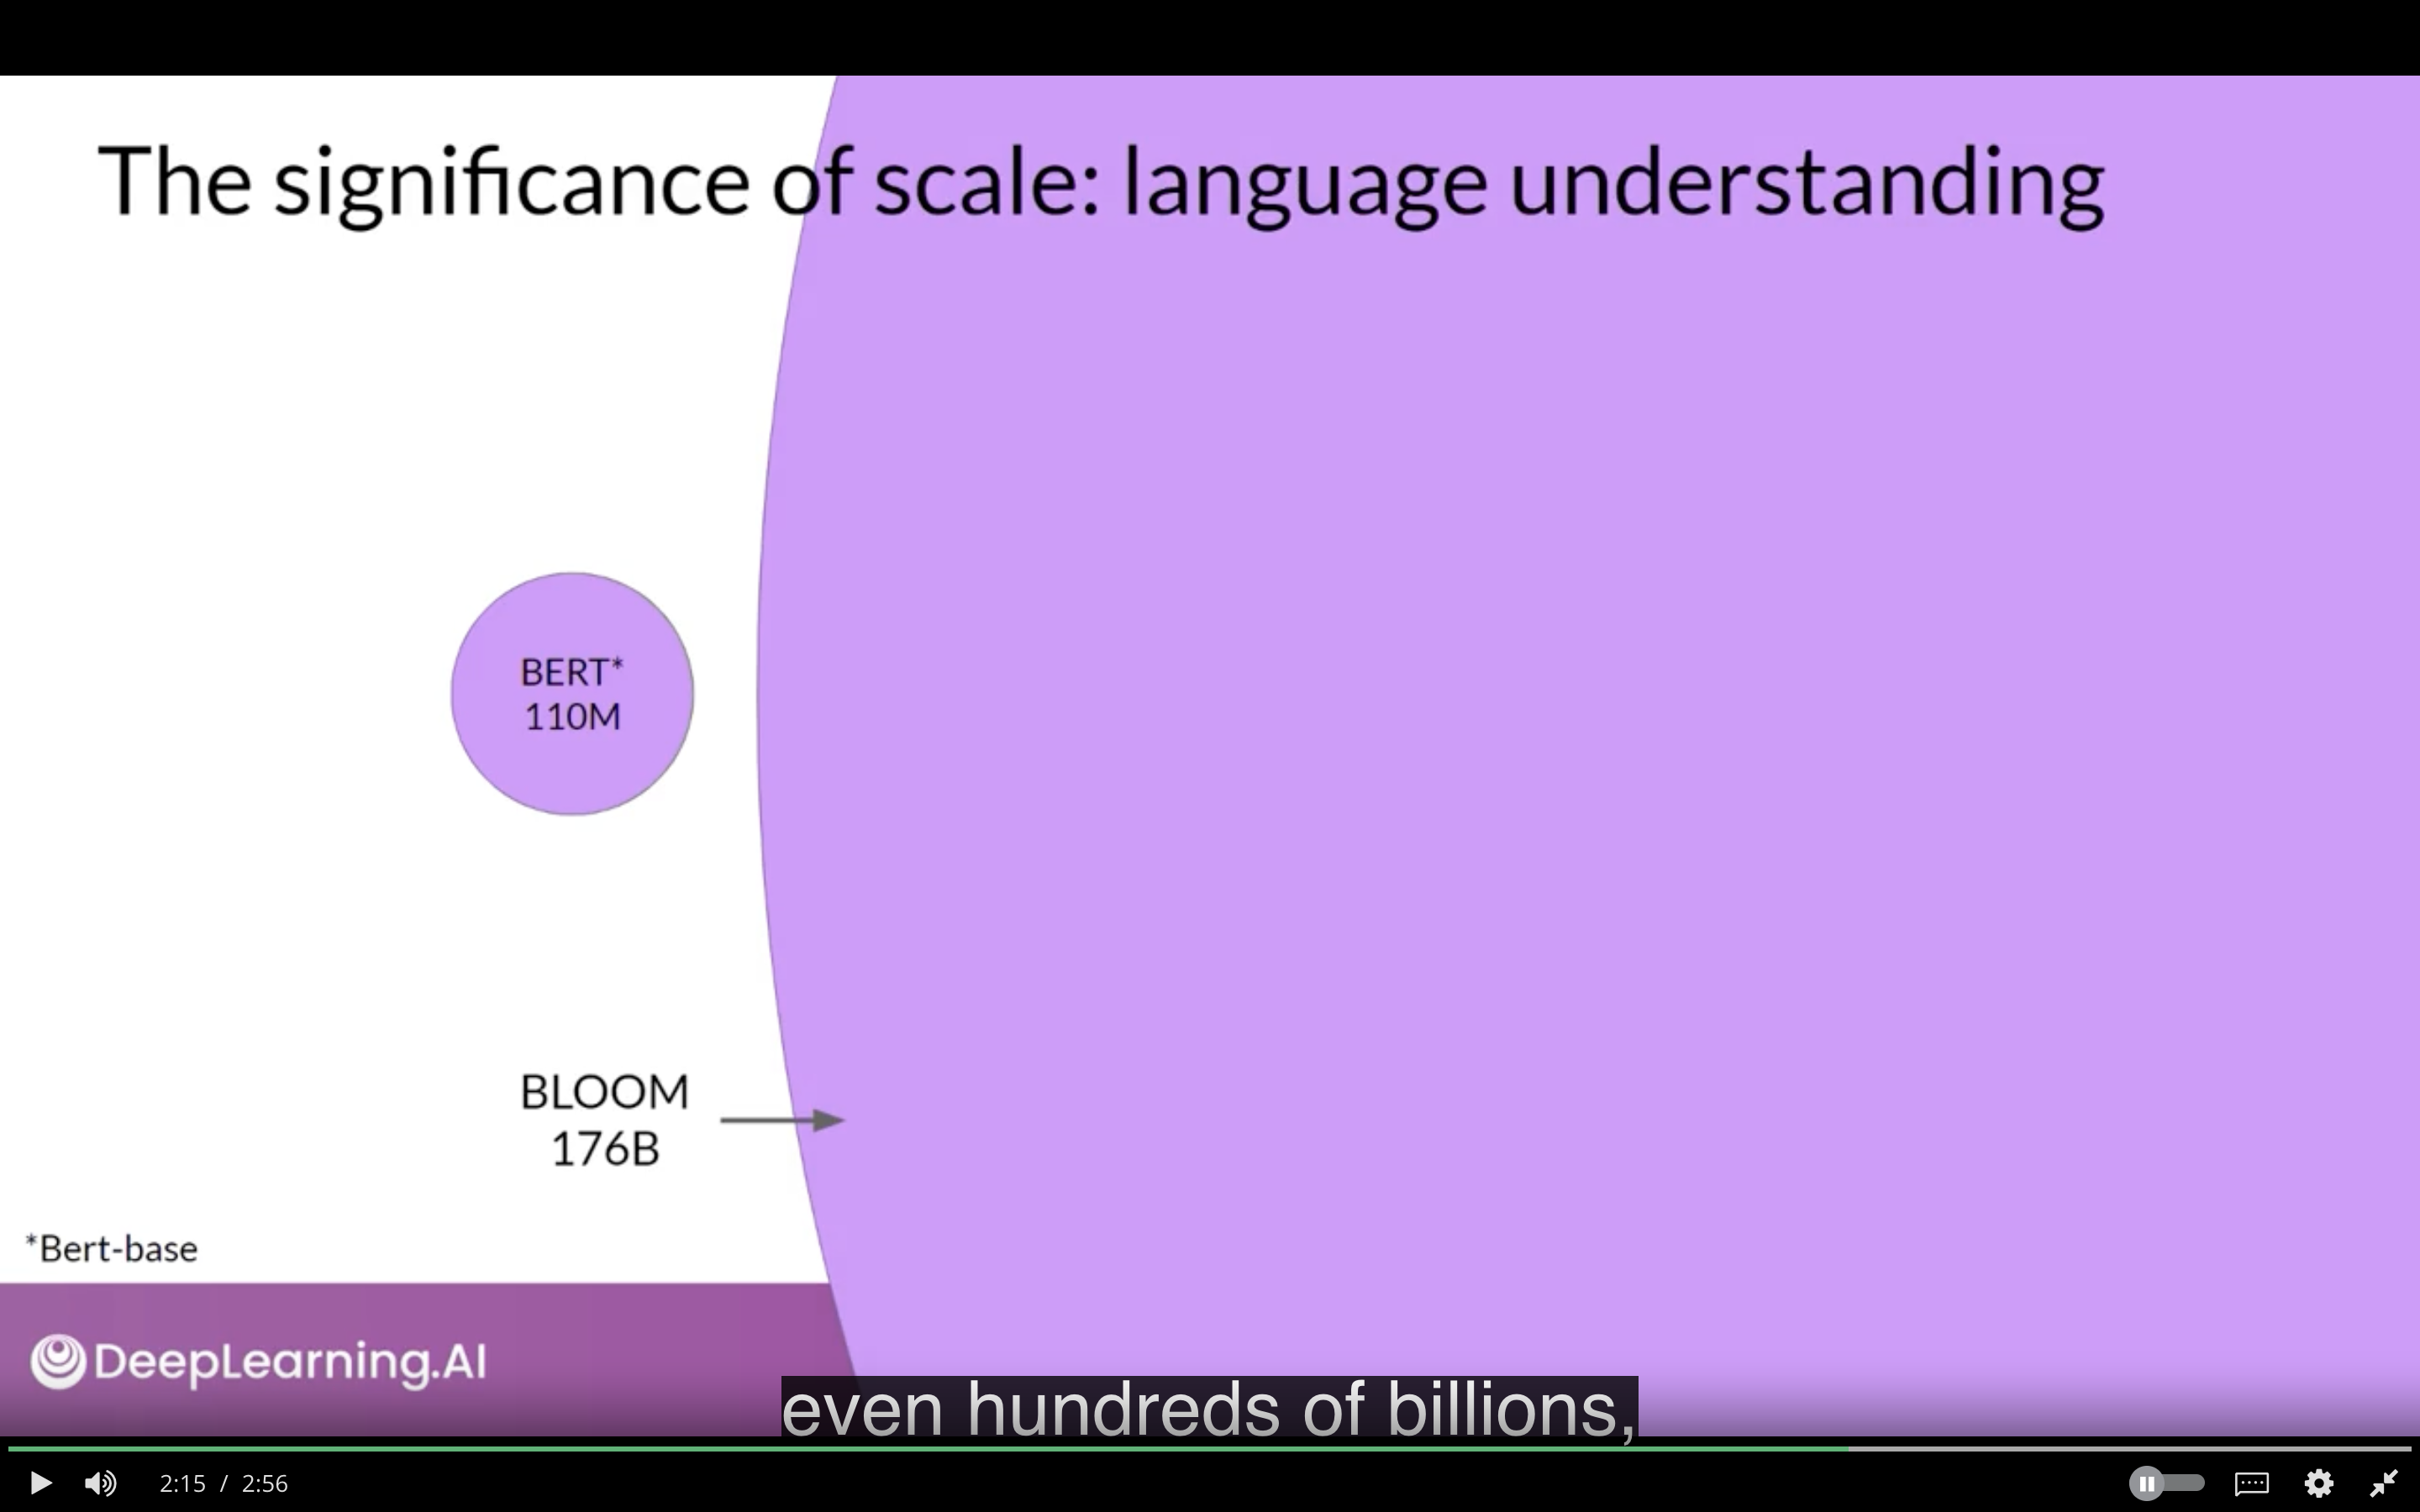 The significance of scale: language understanding
BERT*
110M
BLOOM
176B
*Bert-base
DeepLearning.AI
even hundreds of billions,
2:15 / 2:56